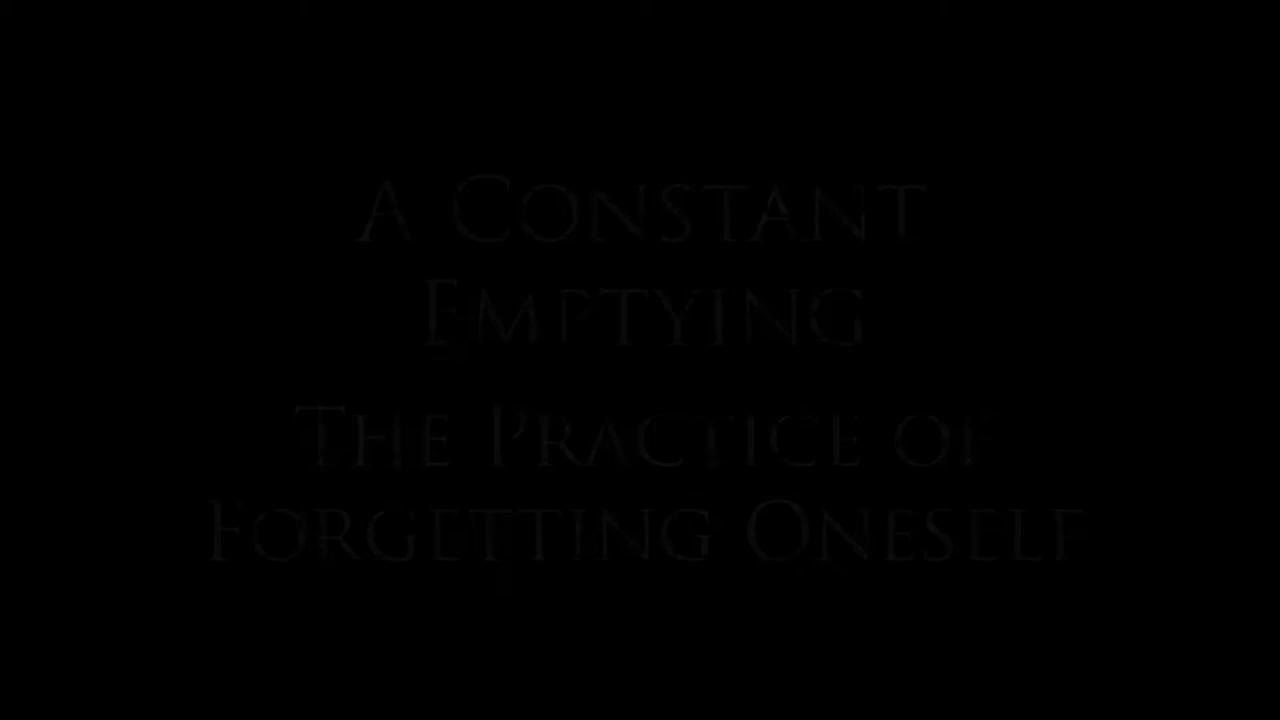 A CONSTANT
EMPTYING
THE PRACTICE OF
FORGETTING ONESELF